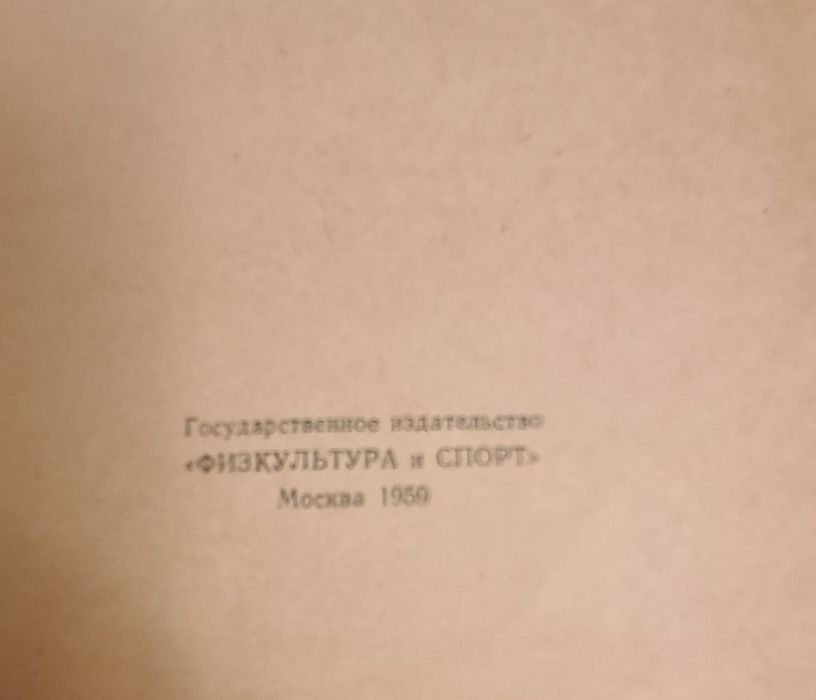 Государственное издательство
«ФИЗКУЛЬТУРА и СПОРТ»
Москва 1959